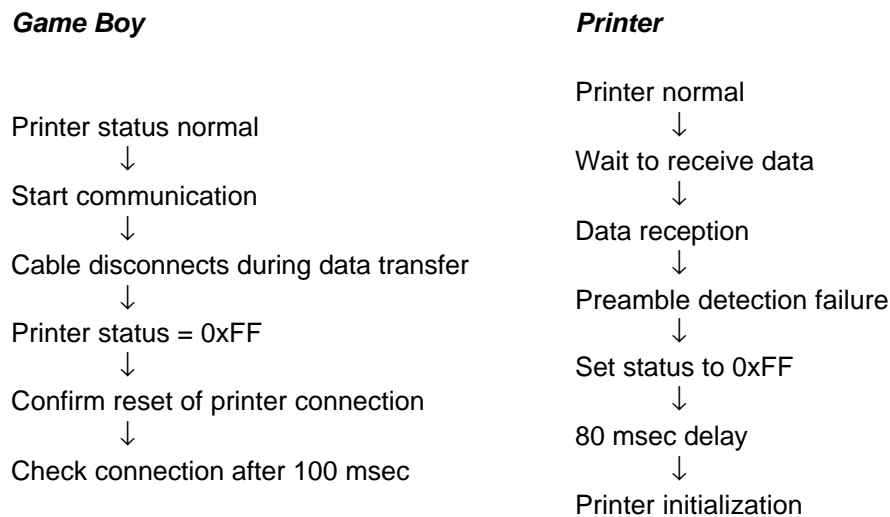 Game Boy
Printer status normal
↓
Start communication
↓
Cable disconnects during data transfer
↓
Printer status = 0xFF
↓
Confirm reset of printer connection
↓
Check connection after 100 msec
Printer
Printer normal
↓
Wait to receive data
↓
Data reception
↓
Preamble detection failure
↓
Set status to 0xFF
↓
80 msec delay
↓
Printer initialization